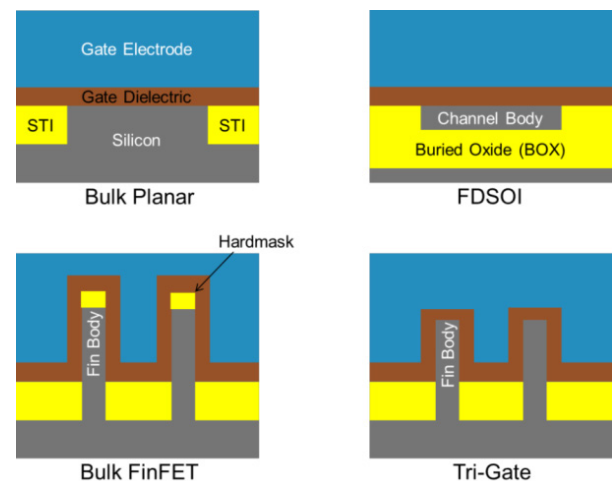 Gate Electrode
Gate Dielectric
STI
Silicon
STI
Bulk Planar
Channel Body
Buried Oxide (BOX)
FDSOI
Hardmask
Fin Body
Bulk FinFET
Fin Body
Tri-Gate